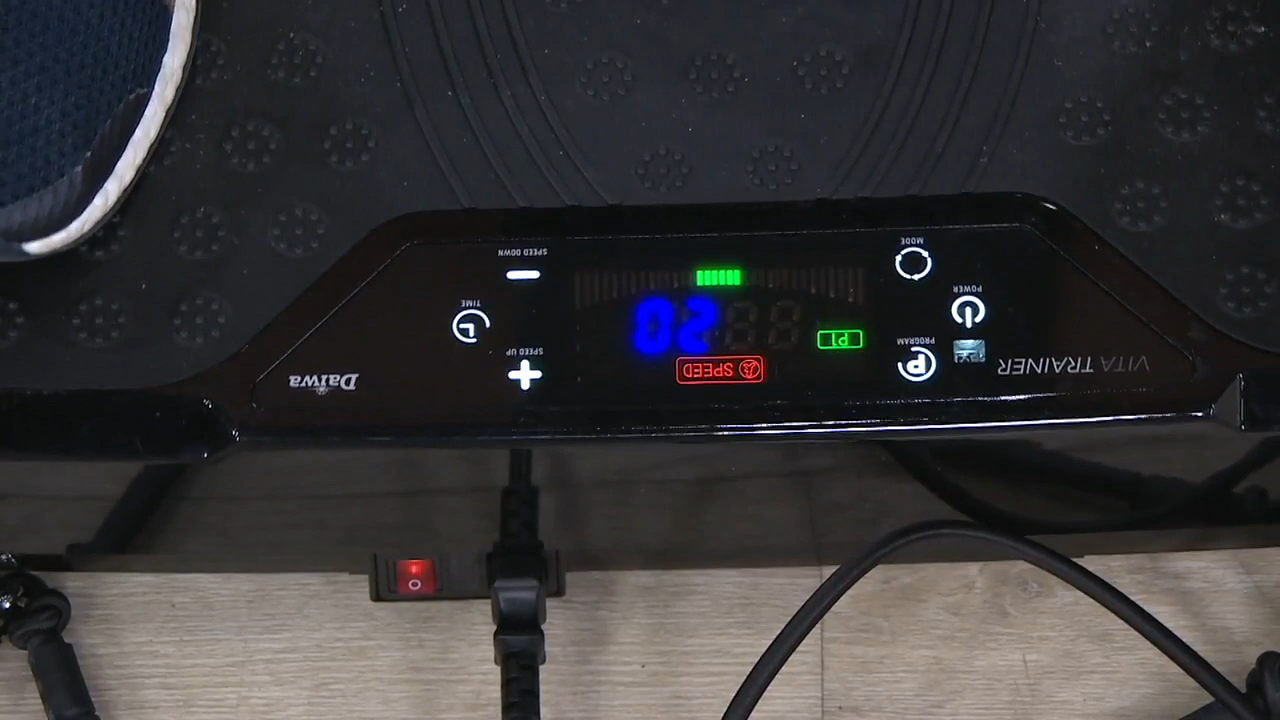 VITA TRAINER
POWER
PROGRAM
MODE
P1
SPEED
20
SPEED UP
TIME
SPEED DOWN
Daiwa